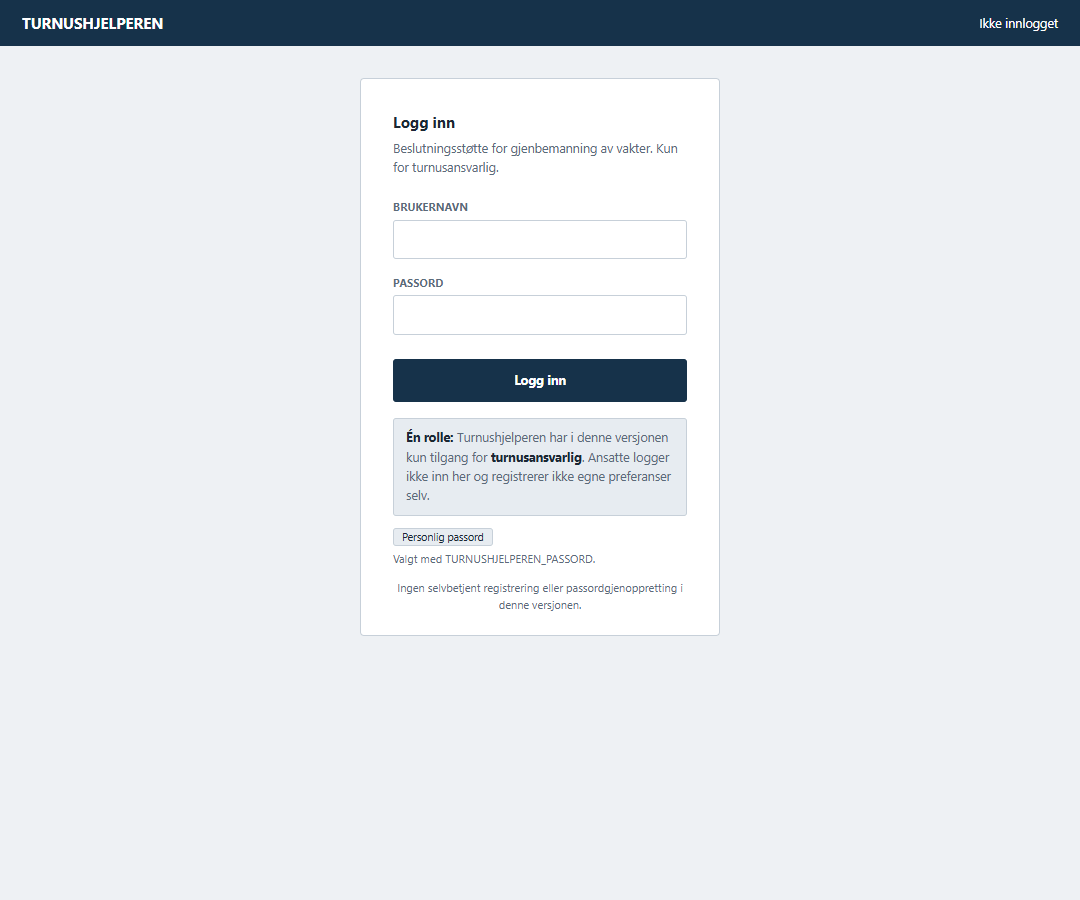 TURNUSHJELPEREN
Ikke innlogget
Logg inn
Beslutningsstøtte for gjenbemanning av vakter. Kun
for turnusansvarlig.
BRUKERNAVN
PASSORD
Logg inn
Én rolle: Turnushjelperen har i denne versjonen
kun tilgang for turnusansvarlig. Ansatte logger
ikke inn her og registrerer ikke egne preferanser
selv.
Personlig passord
Valgt med TURNUSHJELPEREN_PASSORD.
Ingen selvbetjent registrering eller passordgjenoppretting i
denne versjonen.